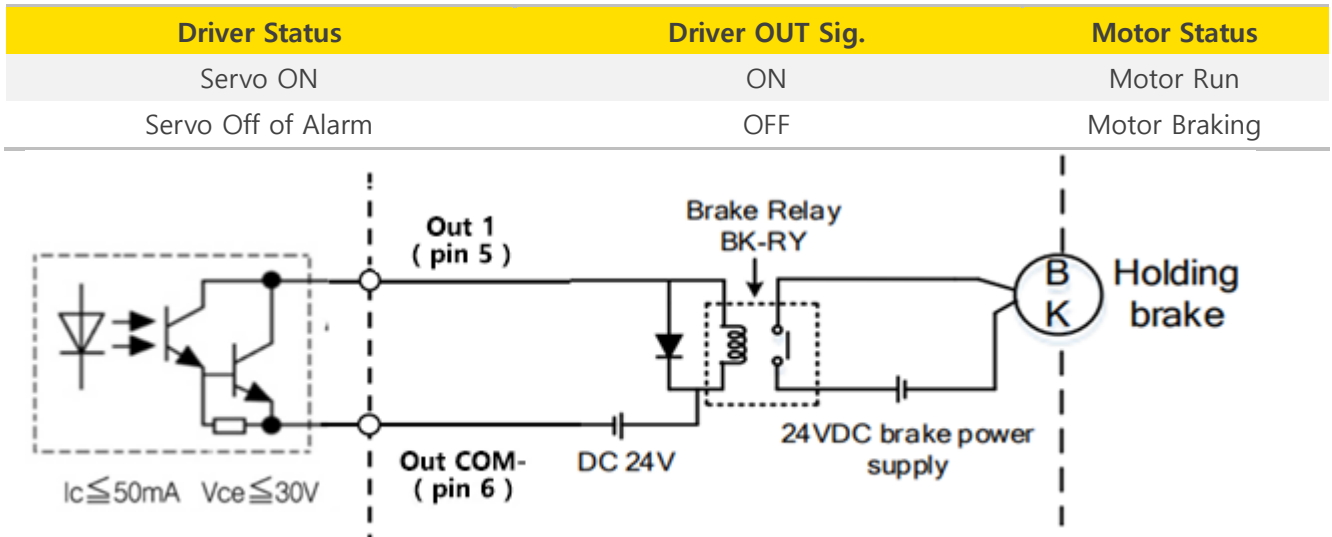 Driver Status Driver OUT Sig. Motor Status
Servo ON ON Motor Run
Servo Off of Alarm OFF Motor Braking
Out 1
( pin 5 )
Brake Relay
BK-RY
B
K
Holding
brake
Out COM-
( pin 6 )
DC 24V
24VDC brake power
supply
Ic≦50mA Vce≦30V